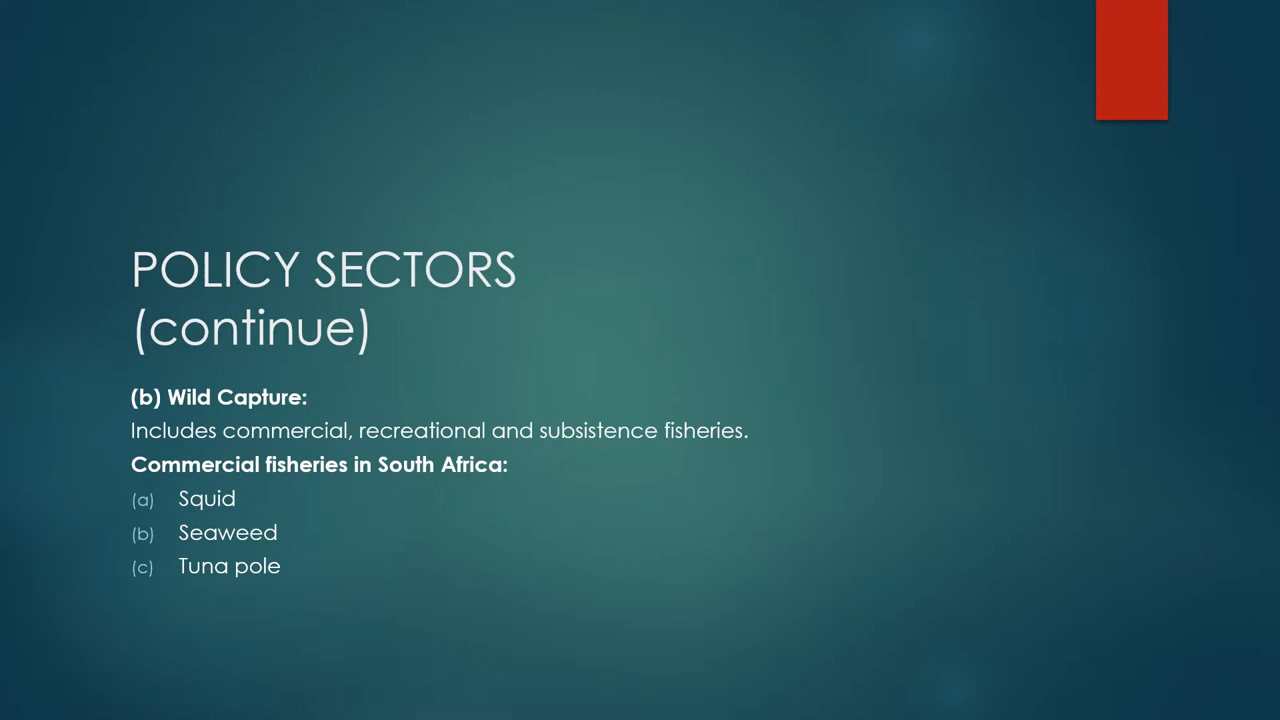 POLICY SECTORS
(continue)
(b) Wild Capture:
Includes commercial, recreational and subsistence fisheries.
Commercial fisheries in South Africa:
(a) Squid
(b) Seaweed
(c) Tuna pole